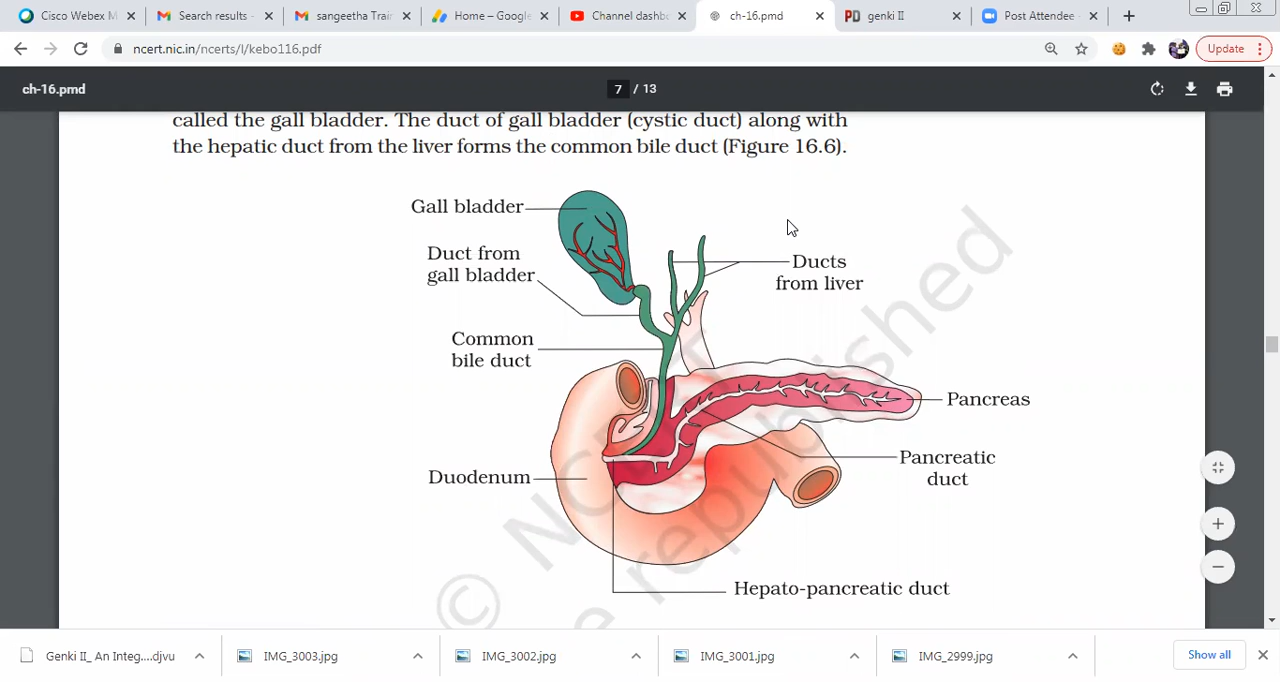 Cisco Webex M
Search results -
sangeetha Train
Home – Google
Channel dashb
ch-16.pmd
PD genki II
Post Attendee -
ncert.nic.in/ncerts/l/kebo116.pdf
Update
ch-16.pmd
7 / 13
called the gall bladder. The duct of gall bladder (cystic duct) along with
the hepatic duct from the liver forms the common bile duct (Figure 16.6).
Gall bladder
Duct from
gall bladder
Ducts
from liver
Common
bile duct
Pancreas
Pancreatic
duct
Duodenum
Hepato-pancreatic duct
©
republished
Genki II_ An Integ....djvu
IMG_3003.jpg
IMG_3002.jpg
IMG_3001.jpg
IMG_2999.jpg
Show all